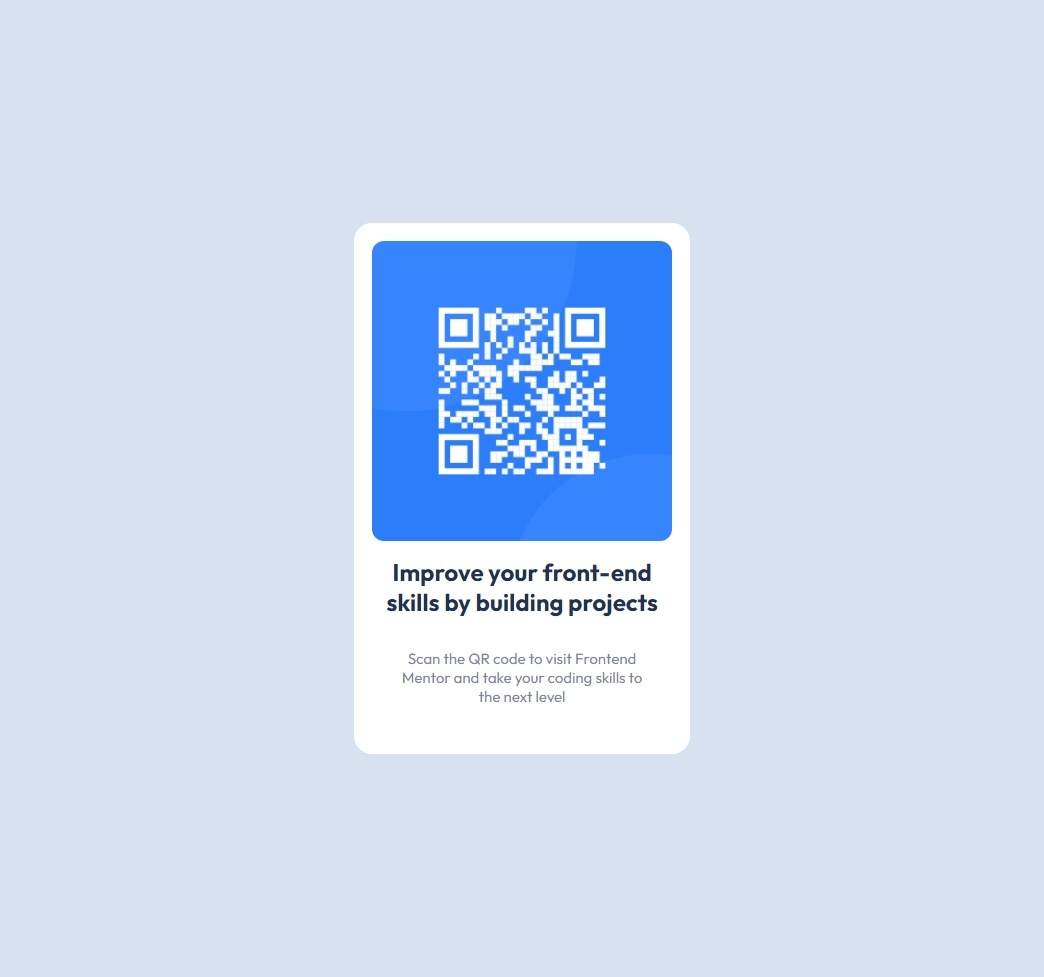 Improve your front-end
skills by building projects
Scan the QR code to visit Frontend
Mentor and take your coding skills to
the next level